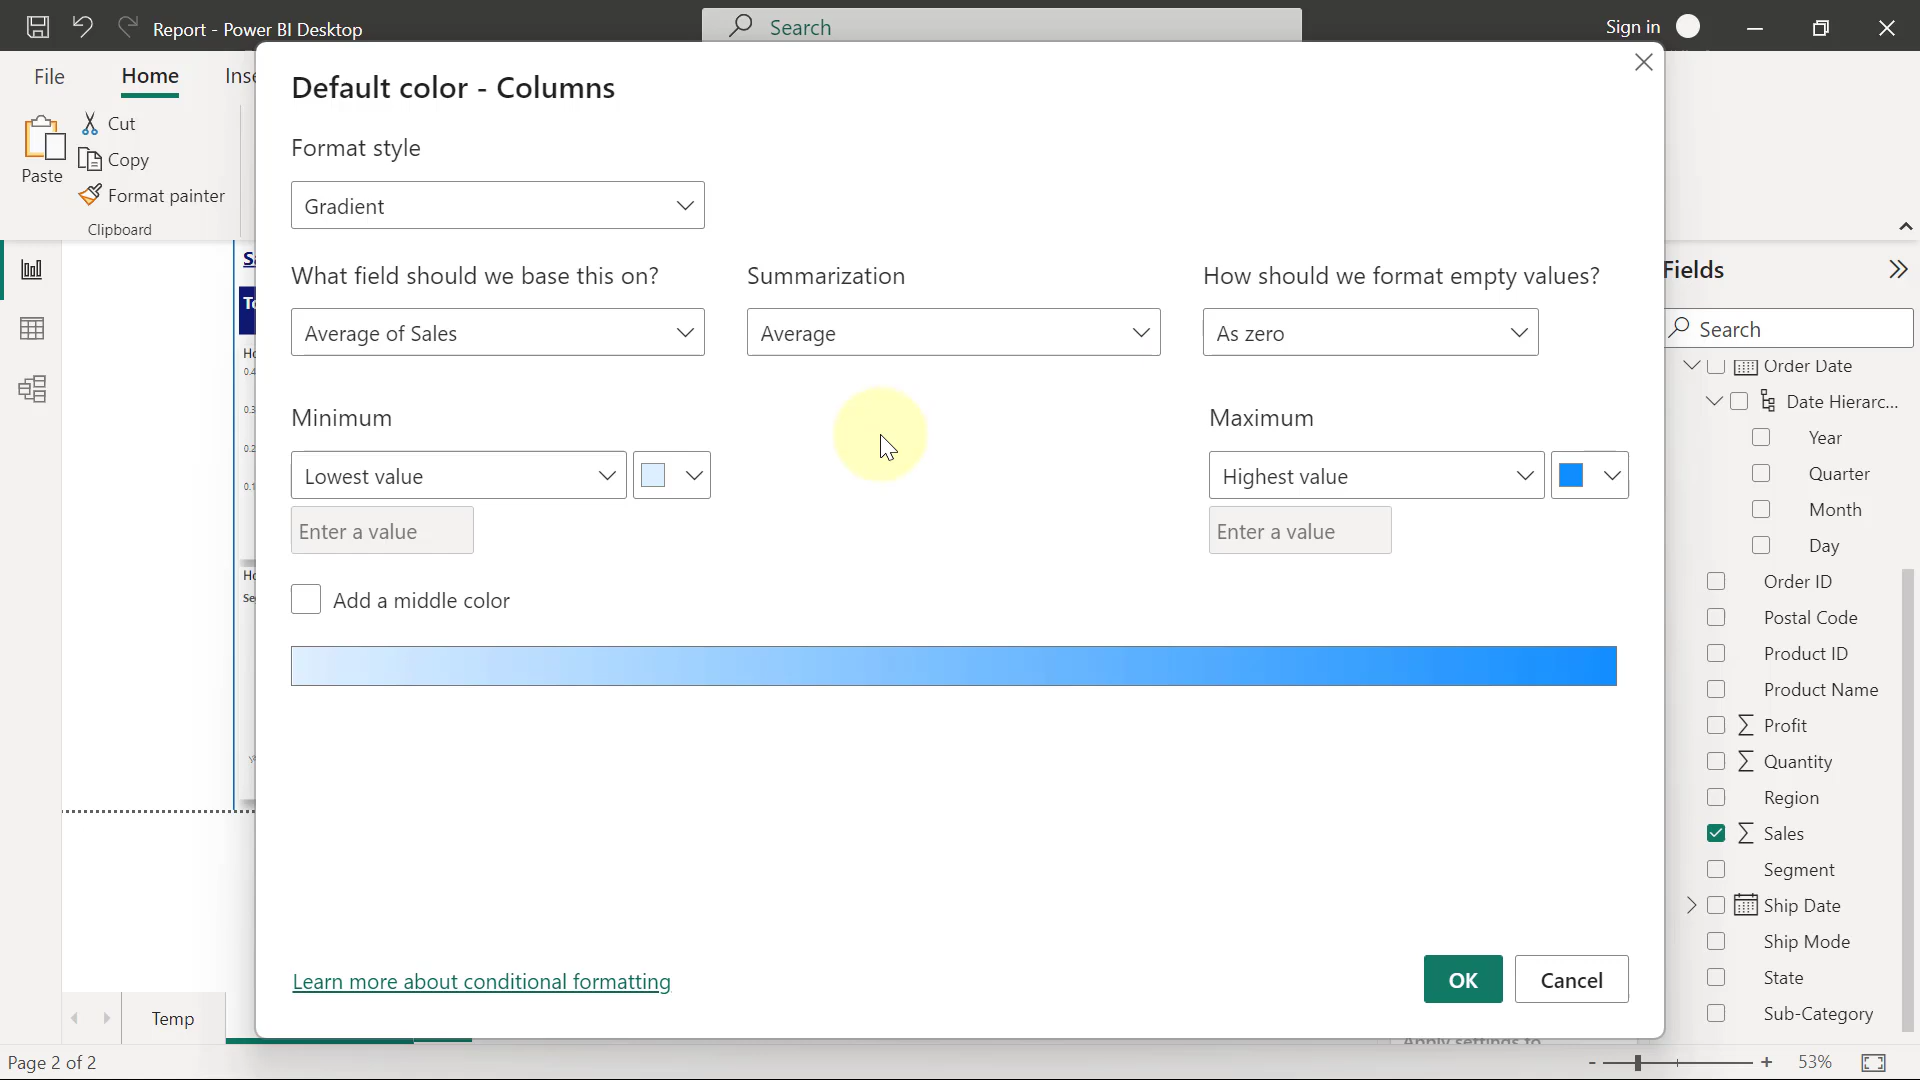 Report - Power BI Desktop
Search
Sign in
File
Home
Inse
Paste
Cut
Copy
Format painter
Clipboard
Default color - Columns
Format style
Gradient
What field should we base this on?
Summarization
How should we format empty values?
Average of Sales
Average
As zero
Minimum
Maximum
Lowest value
Highest value
Enter a value
Enter a value
Add a middle color
Learn more about conditional formatting
OK
Cancel
Fields
Search
Order Date
Date Hierarc...
Year
Quarter
Month
Day
Order ID
Postal Code
Product ID
Product Name
Profit
Quantity
Region
Sales
Segment
Ship Date
Ship Mode
State
Sub-Category
Temp
Page 2 of 2
- + 53%